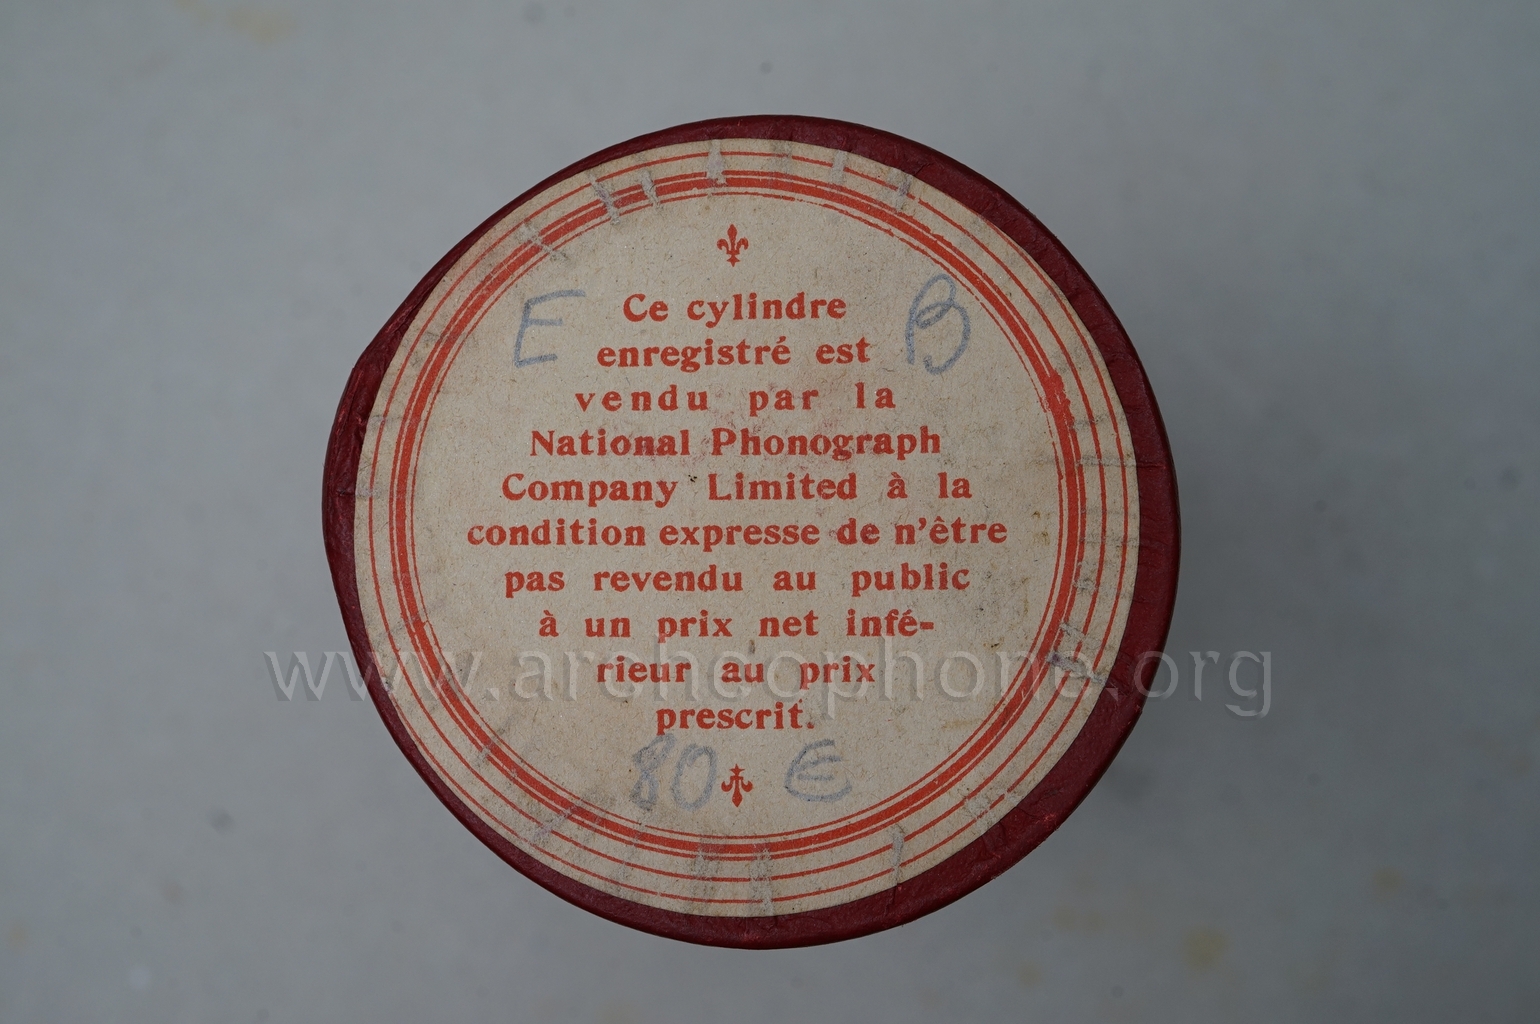 E Ce cylindre B
enregistré est
vendu par la
National Phonograph
Company Limited à la
condition expresse de n'être
pas revendu au public
à un prix net infé-
rieur au prix
www.archeophone.org
prescrit.
80 €